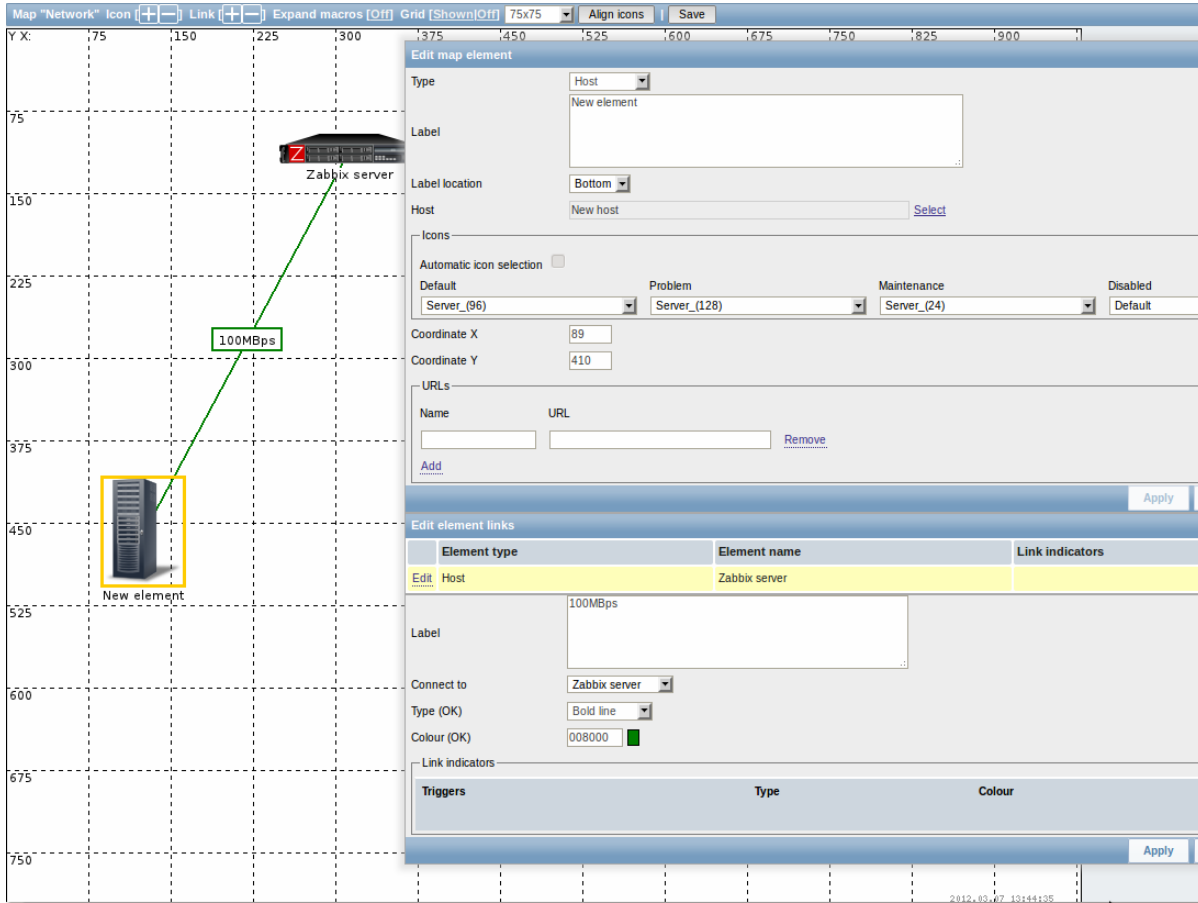 Map "Network" Icon [+|−] Link [+|−] Expand macros [Off] Grid [Shown|Off] 75x75 Align icons | Save
Y X: 75 150 225 300 375 450 525 600 675 750 825 900
Edit map element
Type Host
New element
75
Label
Zabbix server
Label location Bottom
150
Host New host Select
Icons
Automatic icon selection
225
Default Problem Maintenance Disabled
Server_(96) Server_(128) Server_(24) Default
Coordinate X 89
100MBps
Coordinate Y 410
300
URLs
Name URL
Remove
375
Add
Apply
Edit element links
450
Element type Element name Link indicators
Edit Host Zabbix server
New element
100MBps
525
Label
Connect to Zabbix server
600
Type (OK) Bold line
Colour (OK) 008000
Link indicators
675
Triggers Type Colour
Apply
750
2012.03.07 13:44:35